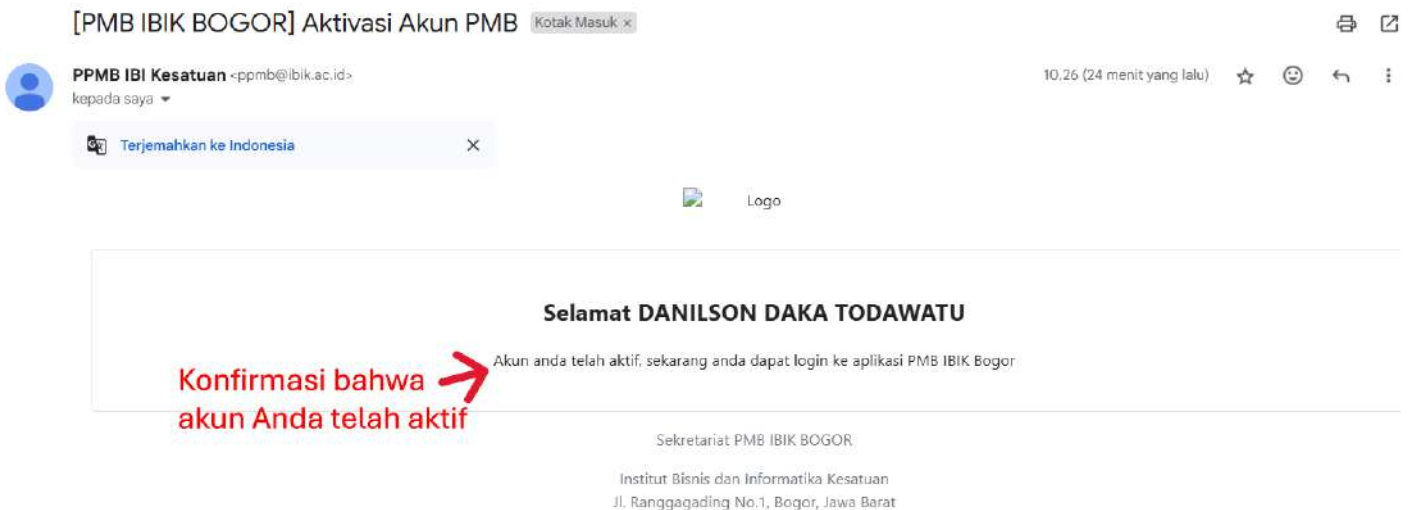 [PMB IBIK BOGOR] Aktivasi Akun PMB Kotak Masuk ×
PPMB IBI Kesatuan <ppmb@ibik.ac.id>
10.26 (24 menit yang lalu)
kepada saya
Terjemahkan ke Indonesia
Logo
Selamat DANILSON DAKA TODAWATU
Akun anda telah aktif, sekarang anda dapat login ke aplikasi PMB IBIK Bogor
Konfirmasi bahwa
akun Anda telah aktif
Sekretariat PMB IBIK BOGOR
Institut Bisnis dan Informatika Kesatuan
Jl. Ranggagading No.1, Bogor, Jawa Barat